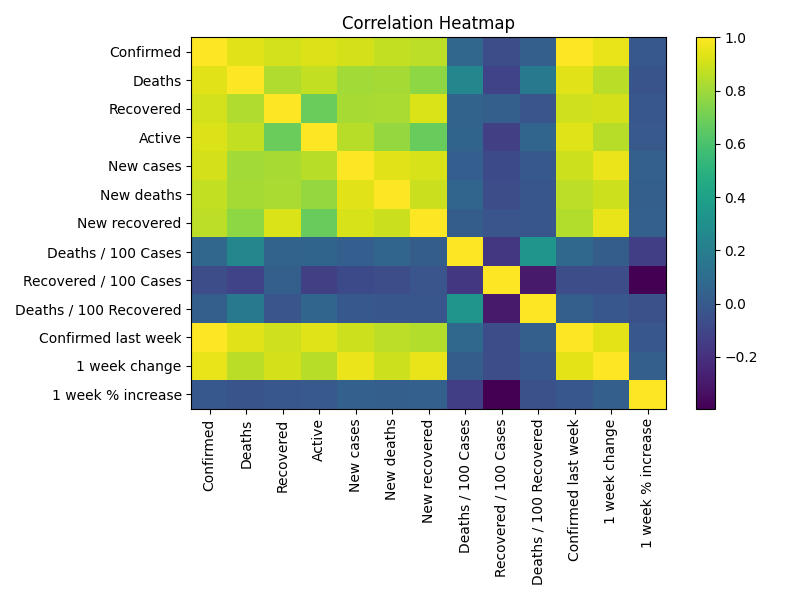 Correlation Heatmap
Confirmed
Deaths
Recovered
Active
New cases
New deaths
New recovered
Deaths / 100 Cases
Recovered / 100 Cases
Deaths / 100 Recovered
Confirmed last week
1 week change
1 week % increase
Confirmed
Deaths
Recovered
Active
New cases
New deaths
New recovered
Deaths / 100 Cases
Recovered / 100 Cases
Deaths / 100 Recovered
Confirmed last week
1 week change
1 week % increase
1.0
0.8
0.6
0.4
0.2
0.0
−0.2